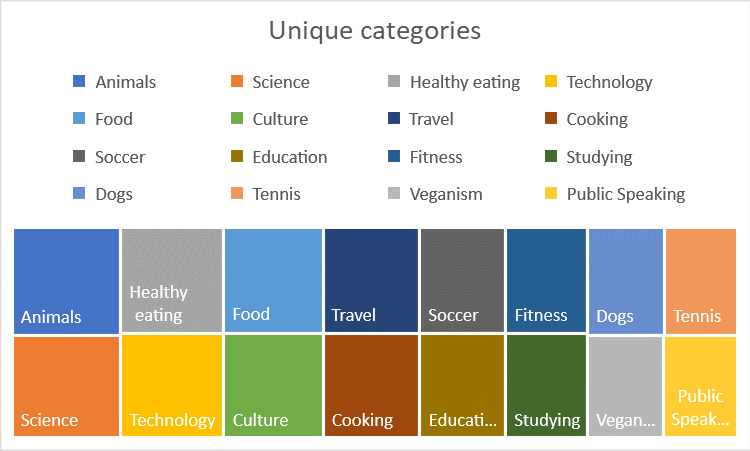 Unique categories
Animals Science Healthy eating Technology
Food Culture Travel Cooking
Soccer Education Fitness Studying
Dogs Tennis Veganism Public Speaking
Animals
Healthy
eating
Food
Travel
Soccer
Fitness
Dogs
Tennis
Science
Technology
Culture
Cooking
Educati...
Studying
Vegan...
Public
Speak...